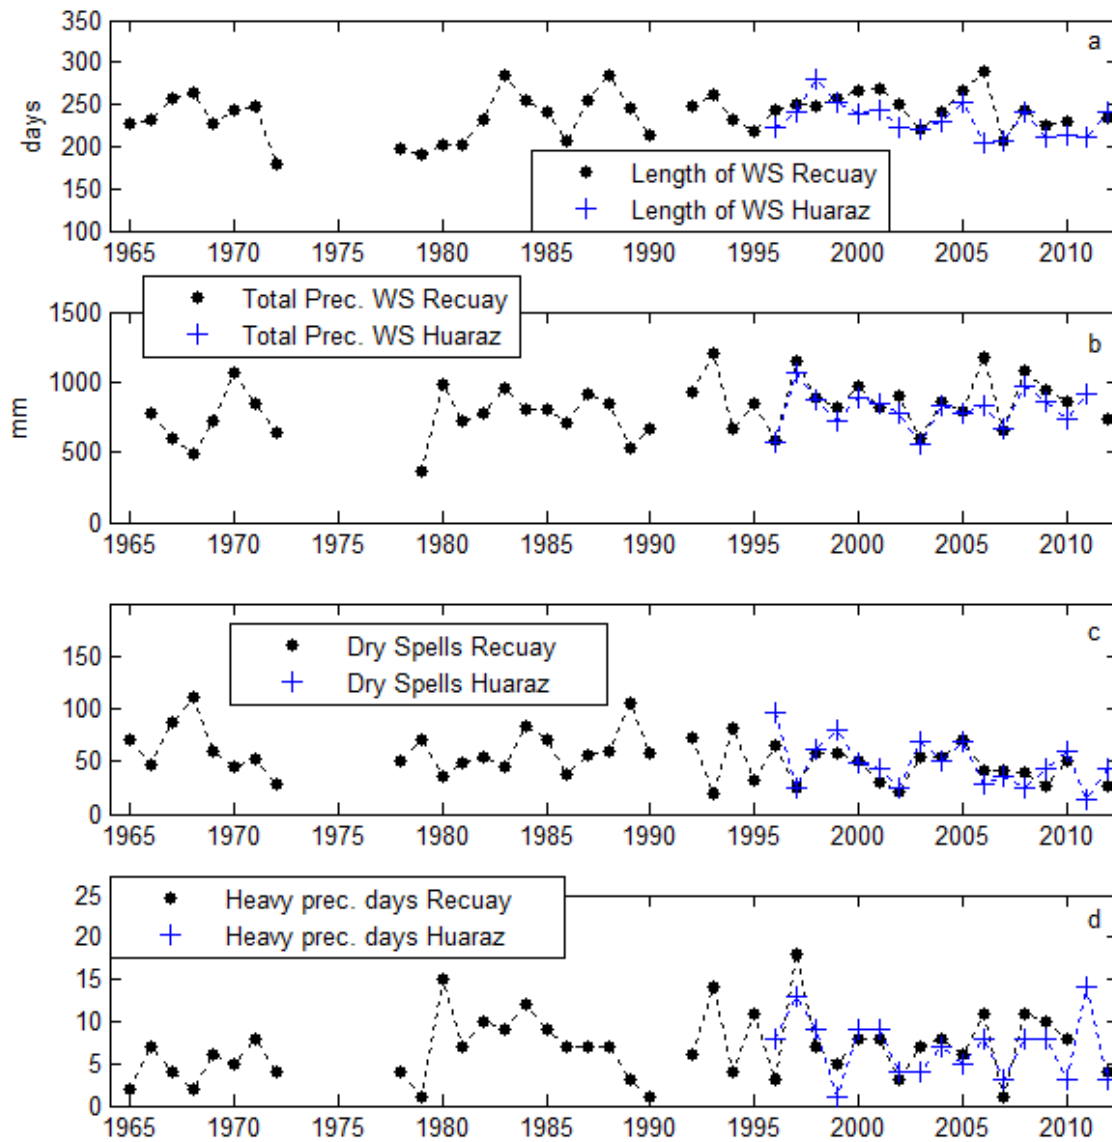 350
a
300
250
200
150
100
days
Length of WS Recuay
Length of WS Huaraz
1965 1970 1975 1980 1985 1990 1995 2000 2005 2010
Total Prec. WS Recuay
Total Prec. WS Huaraz
1500
b
1000
500
0
mm
1965 1970 1975 1980 1985 1990 1995 2000 2005 2010
c
Dry Spells Recuay
Dry Spells Huaraz
150
100
50
0
1965 1970 1975 1980 1985 1990 1995 2000 2005 2010
Heavy prec. days Recuay
Heavy prec. days Huaraz
25
d
20
15
10
5
0
1965 1970 1975 1980 1985 1990 1995 2000 2005 2010